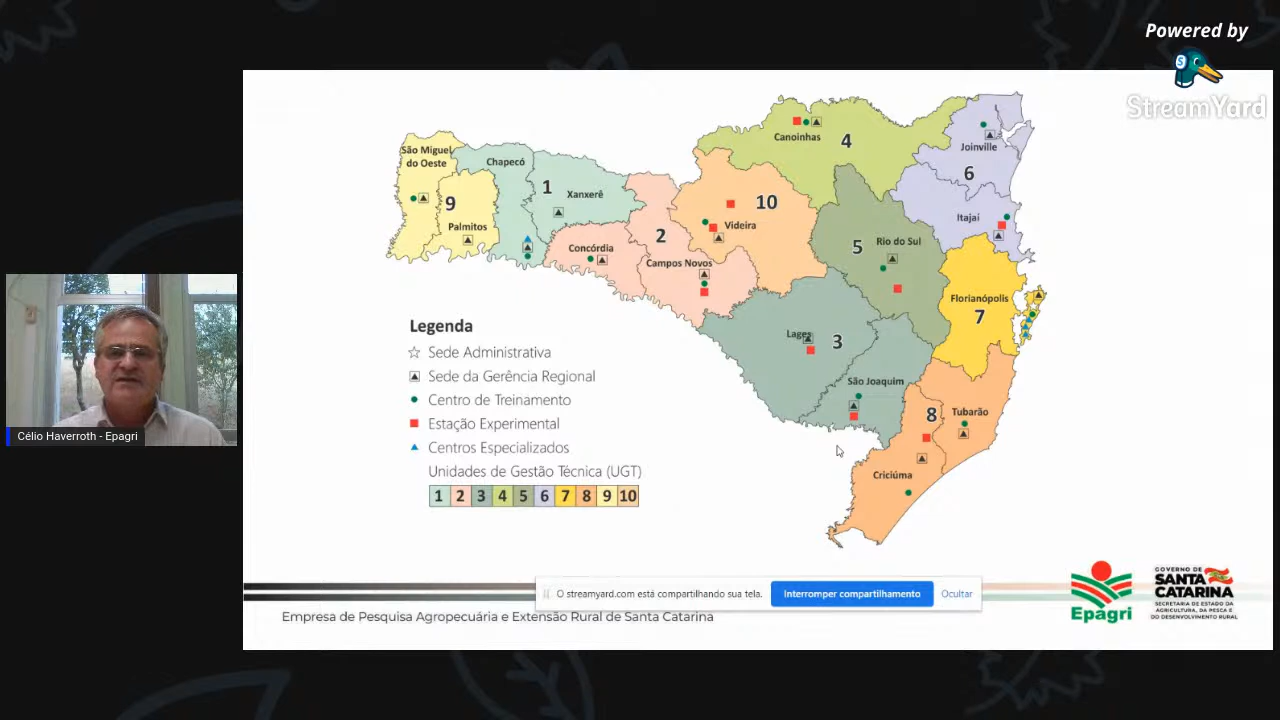 Powered by
StreamYard
Canoinhas
4
Joinville
6
Itajaí
São Miguel
do Oeste
9
Palmitos
Chapecó
1
Xanxerê
Concórdia
2
Campos Novos
10
Videira
5
Rio do Sul
Florianópolis
7
Lages
3
São Joaquim
8
Tubarão
Criciúma
Legenda
Sede Administrativa
Sede da Gerência Regional
Centro de Treinamento
Estação Experimental
Centros Especializados
Unidades de Gestão Técnica (UGT)
1 2 3 4 5 6 7 8 9 10
Célio Haverroth - Epagri
O streamyard.com está compartilhando sua tela. Interromper compartilhamento Ocultar
Empresa de Pesquisa Agropecuária e Extensão Rural de Santa Catarina
Epagri
GOVERNO DE
SANTA
CATARINA
SECRETARIA DE ESTADO DA
AGRICULTURA, DA PESCA E
DO DESENVOLVIMENTO RURAL